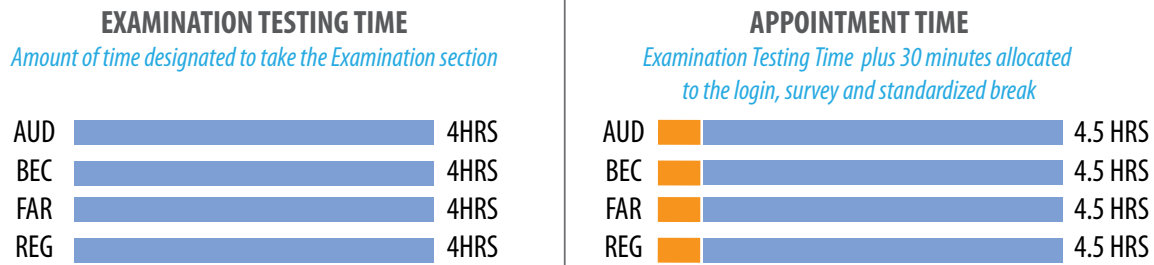 EXAMINATION TESTING TIME
Amount of time designated to take the Examination section
AUD 4HRS
BEC 4HRS
FAR 4HRS
REG 4HRS
APPOINTMENT TIME
Examination Testing Time plus 30 minutes allocated
to the login, survey and standardized break
AUD 4.5 HRS
BEC 4.5 HRS
FAR 4.5 HRS
REG 4.5 HRS